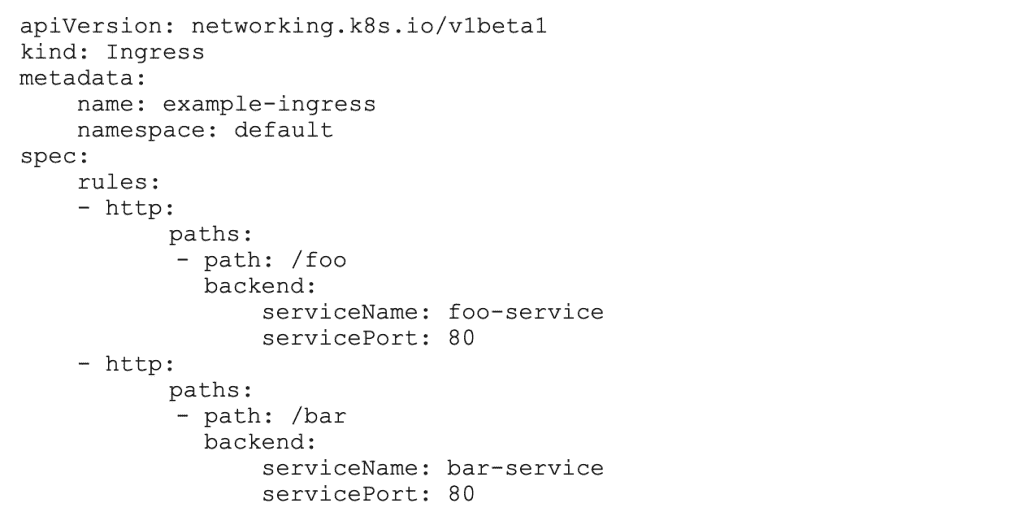 apiVersion: networking.k8s.io/v1beta1
kind: Ingress
metadata:
    name: example-ingress
    namespace: default
spec:
    rules:
    - http:
          paths:
           - path: /foo
             backend:
                 serviceName: foo-service
                 servicePort: 80
    - http:
          paths:
           - path: /bar
             backend:
                 serviceName: bar-service
                 servicePort: 80